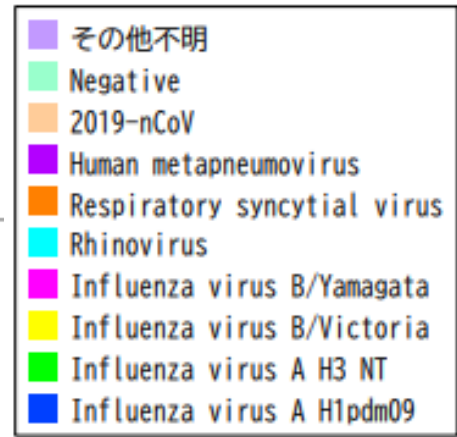 その他不明
Negative
2019-nCoV
Human metapneumovirus
Respiratory syncytial virus
Rhinovirus
Influenza virus B/Yamagata
Influenza virus B/Victoria
Influenza virus A H3 NT
Influenza virus A H1pdm09